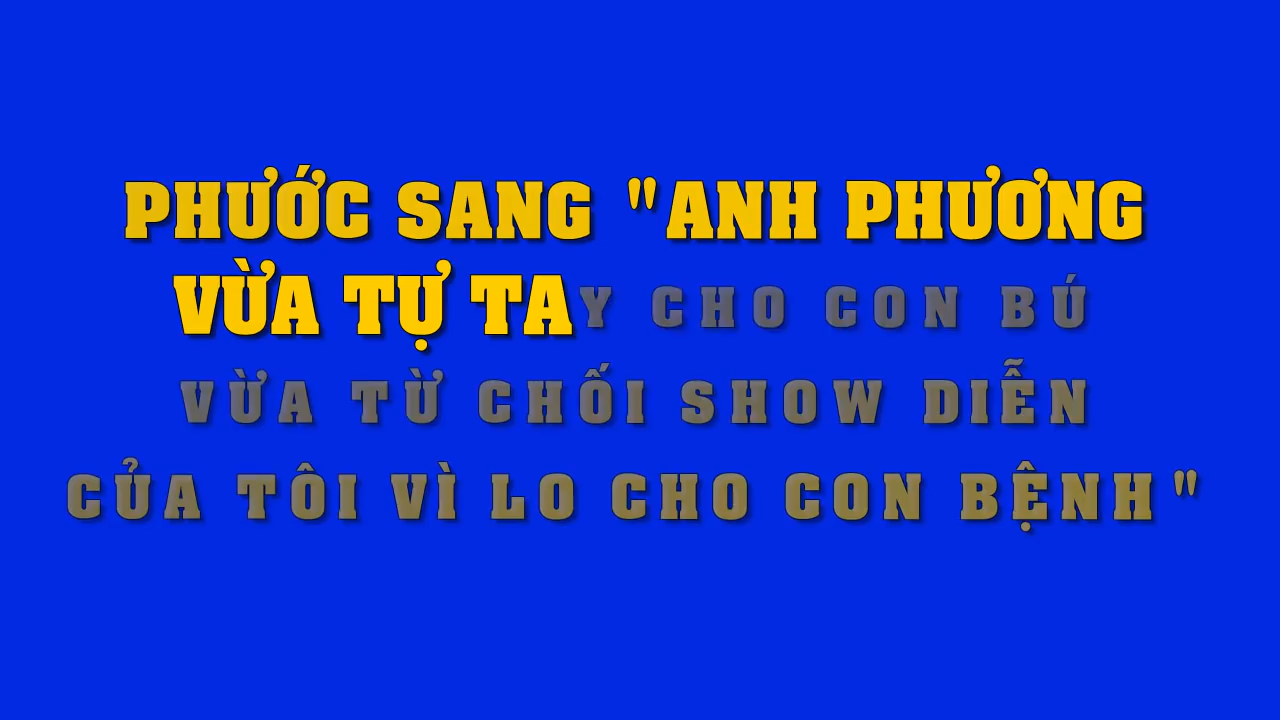 PHƯỚC SANG "ANH PHƯƠNG
VỪA TỰ TAY CHO CON BÚ
VỪA TỪ CHỐI SHOW DIỄN
CỦA TÔI VÌ LO CHO CON BỆNH"